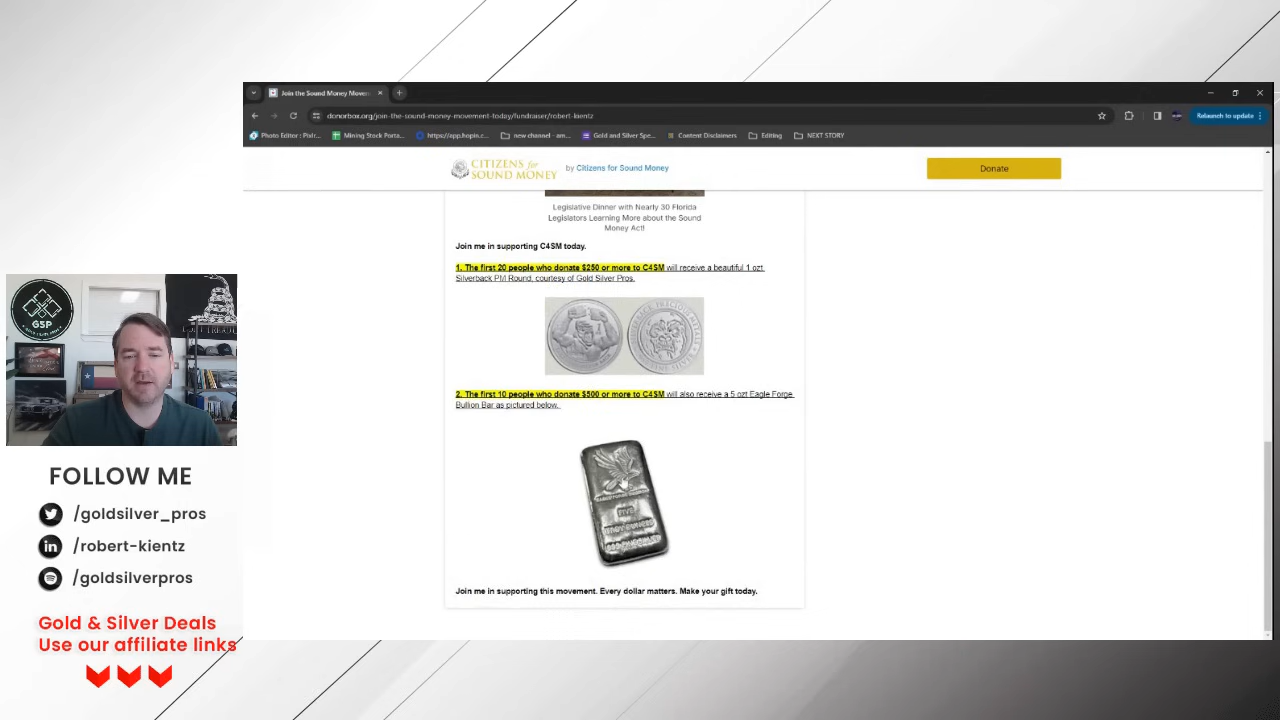 Join the Sound Money Movem
donorbox.org/join-the-sound-money-movement-today/fundraiser/robert-kientz
Relaunch to update
Photo Editor : Pixlr...
Mining Stock Porta...
https://app.hopin.c...
new channel - am...
Gold and Silver Spe...
Content Disclaimers
Editing
NEXT STORY
CITIZENS for
SOUND MONEY
by Citizens for Sound Money
Donate
Legislative Dinner with Nearly 30 Florida
Legislators Learning More about the Sound
Money Act!
Join me in supporting C4SM today.
1. The first 20 people who donate $250 or more to C4SM will receive a beautiful 1 ozt
Silverback PM Round, courtesy of Gold Silver Pros.
2. The first 10 people who donate $500 or more to C4SM will also receive a 5 ozt Eagle Forge
Bullion Bar as pictured below.
FIVE
Join me in supporting this movement. Every dollar matters. Make your gift today.
GSP
FOLLOW ME
/goldsilver_pros
in /robert-kientz
/goldsilverpros
Gold & Silver Deals
Use our affiliate links